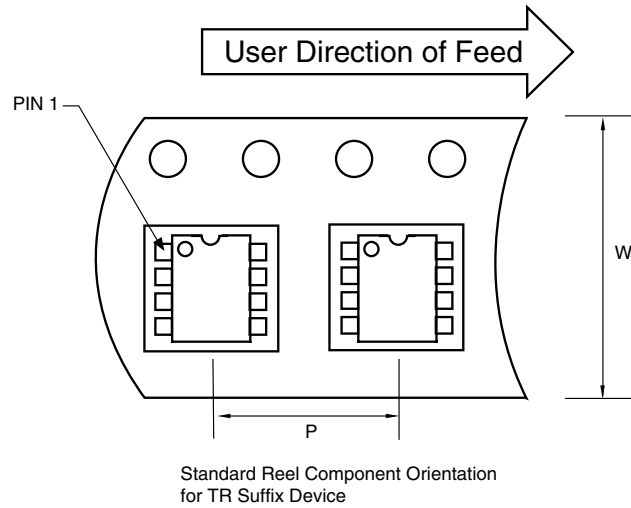 User Direction of Feed
PIN 1
W
P
Standard Reel Component Orientation
for TR Suffix Device